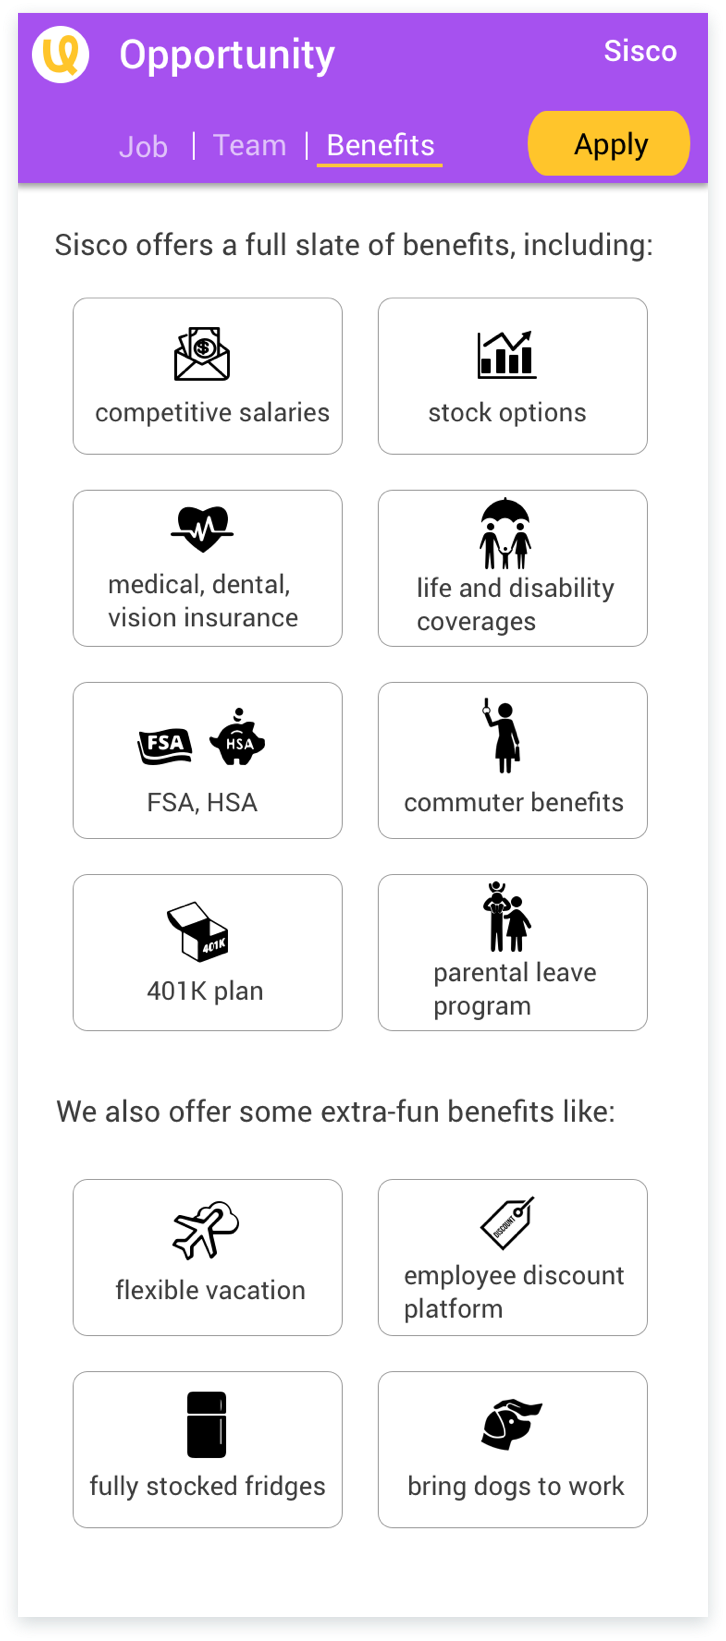 Opportunity
Sisco
Job | Team | Benefits
Apply
Sisco offers a full slate of benefits, including:
competitive salaries
stock options
medical, dental,
vision insurance
life and disability
coverages
FSA
HSA
FSA, HSA
commuter benefits
401K
401K plan
parental leave
program
We also offer some extra-fun benefits like:
flexible vacation
DISCOUNT
employee discount
platform
fully stocked fridges
bring dogs to work